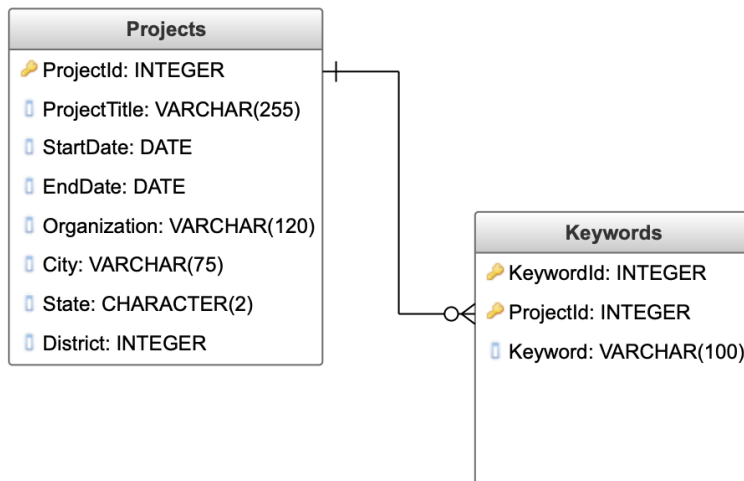 Projects
ProjectId: INTEGER
ProjectTitle: VARCHAR(255)
StartDate: DATE
EndDate: DATE
Organization: VARCHAR(120)
City: VARCHAR(75)
State: CHARACTER(2)
District: INTEGER
Keywords
KeywordId: INTEGER
ProjectId: INTEGER
Keyword: VARCHAR(100)